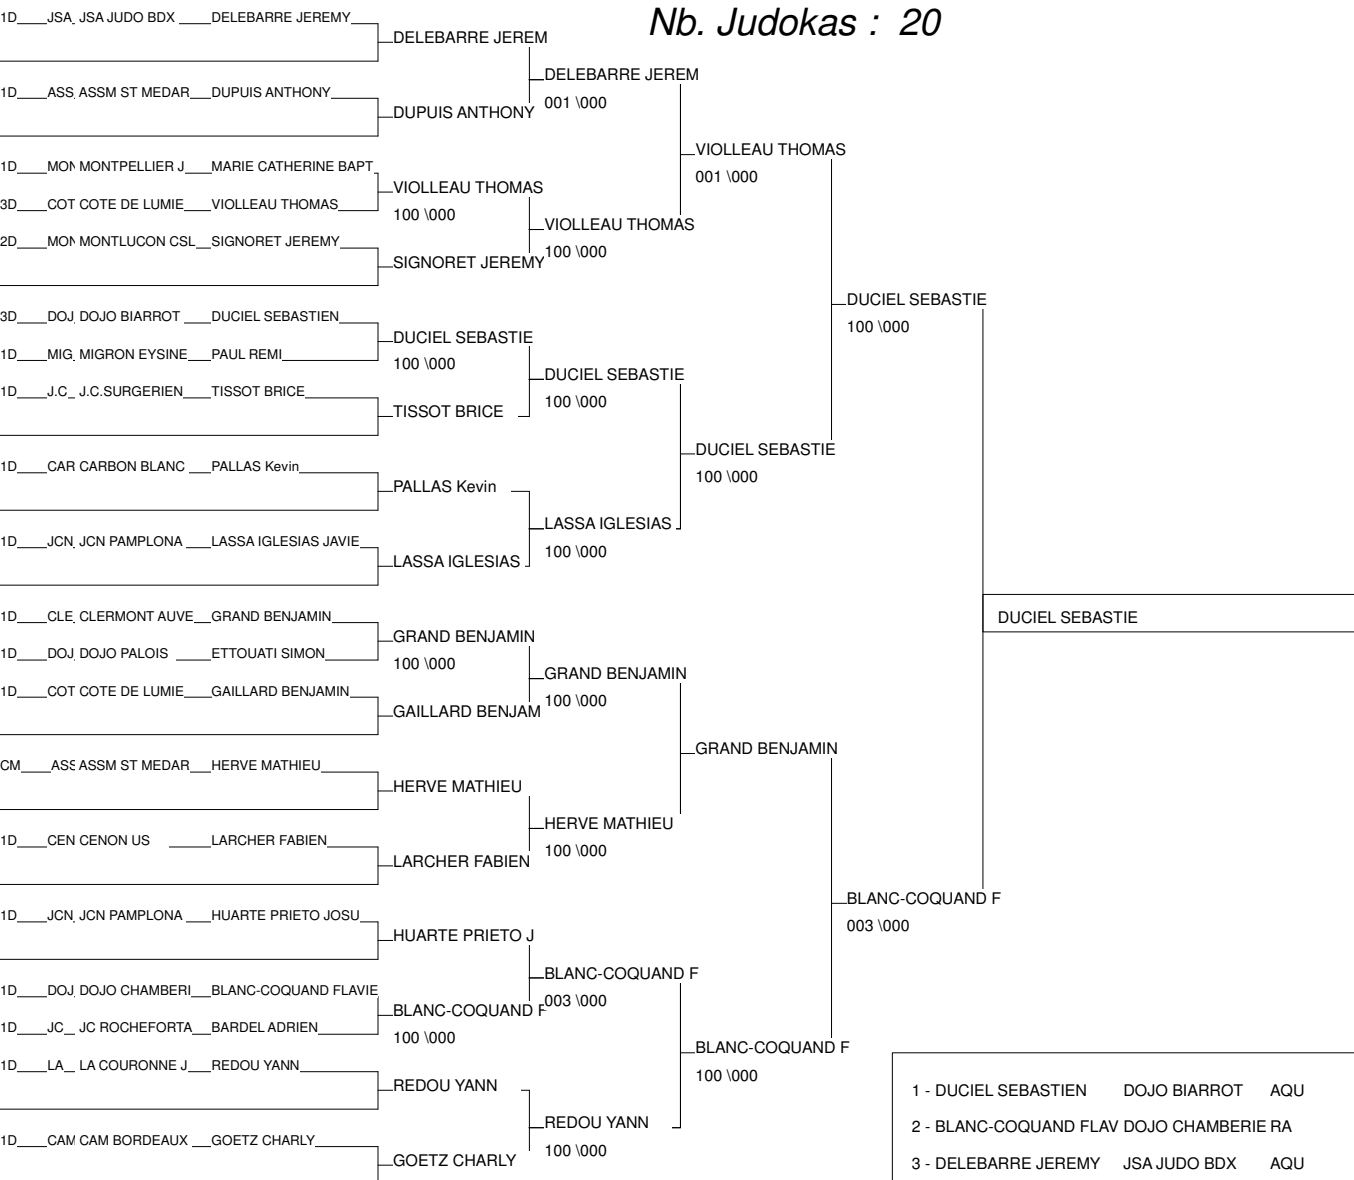 Nb. Judokas : 20
1D JSA JSA JUDO BDX DELEBARRE JEREMY
DELEBARRE JEREM
DELEBARRE JEREM
001 \000
1D ASS ASSM ST MEDAR DUPUIS ANTHONY
DUPUIS ANTHONY
VIOLLEAU THOMAS
001 \000
1D MON MONTPELLIER J MARIE CATHERINE BAPT
VIOLLEAU THOMAS
100 \000
3D COT COTE DE LUMIE VIOLLEAU THOMAS
VIOLLEAU THOMAS
100 \000
2D MON MONTLUCON CSL SIGNORET JEREMY
SIGNORET JEREMY
DUCIEL SEBASTIE
100 \000
3D DOJ DOJO BIARROT DUCIEL SEBASTIEN
DUCIEL SEBASTIE
100 \000
1D MIG MIGRON EYSINE PAUL REMI
DUCIEL SEBASTIE
100 \000
1D J.C J.C.SURGERIEN TISSOT BRICE
TISSOT BRICE
DUCIEL SEBASTIE
100 \000
1D CAR CARBON BLANC PALLAS Kevin
PALLAS Kevin
LASSA IGLESIAS
100 \000
1D JCN JCN PAMPLONA LASSA IGLESIAS JAVIE
LASSA IGLESIAS
DUCIEL SEBASTIE
1D CLE CLERMONT AUVE GRAND BENJAMIN
GRAND BENJAMIN
100 \000
1D DOJ DOJO PALOIS ETTOUATI SIMON
GRAND BENJAMIN
100 \000
1D COT COTE DE LUMIE GAILLARD BENJAMIN
GAILLARD BENJAM
GRAND BENJAMIN
CM ASS ASSM ST MEDAR HERVE MATHIEU
HERVE MATHIEU
HERVE MATHIEU
100 \000
1D CEN CENON US LARCHER FABIEN
LARCHER FABIEN
BLANC-COQUAND F
003 \000
1D JCN JCN PAMPLONA HUARTE PRIETO JOSU
HUARTE PRIETO J
BLANC-COQUAND F
003 \000
1D DOJ DOJO CHAMBERI BLANC-COQUAND FLAVIE
BLANC-COQUAND F
100 \000
1D JC JC ROCHEFORTA BARDEL ADRIEN
BLANC-COQUAND F
100 \000
1D LA LA COURONNE J REDOU YANN
REDOU YANN
REDOU YANN
100 \000
1D CAM CAM BORDEAUX GOETZ CHARLY
GOETZ CHARLY
1 - DUCIEL SEBASTIEN DOJO BIARROT AQU
2 - BLANC-COQUAND FLAV DOJO CHAMBERIE RA
3 - DELEBARRE JEREMY JSA JUDO BDX AQU